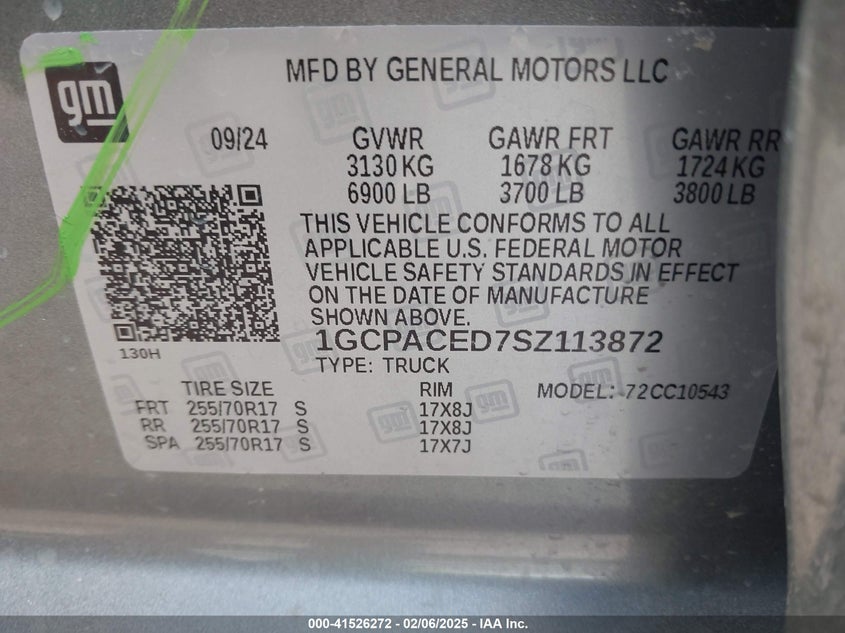 MFD BY GENERAL MOTORS LLC
gm
09/24 GVWR GAWR FRT GAWR RR
3130 KG 1678 KG 1724 KG
6900 LB 3700 LB 3800 LB
THIS VEHICLE CONFORMS TO ALL
APPLICABLE U.S. FEDERAL MOTOR
VEHICLE SAFETY STANDARDS IN EFFECT
ON THE DATE OF MANUFACTURE
SHOWN ABOVE.
1GCPACED7SZ113872
130H
TYPE: TRUCK
TIRE SIZE RIM MODEL: 72CC10543
FRT 255/70R17 S 17X8J
RR 255/70R17 S 17X8J
SPA 255/70R17 S 17X7J
000-41526272 - 02/06/2025 - IAA Inc.